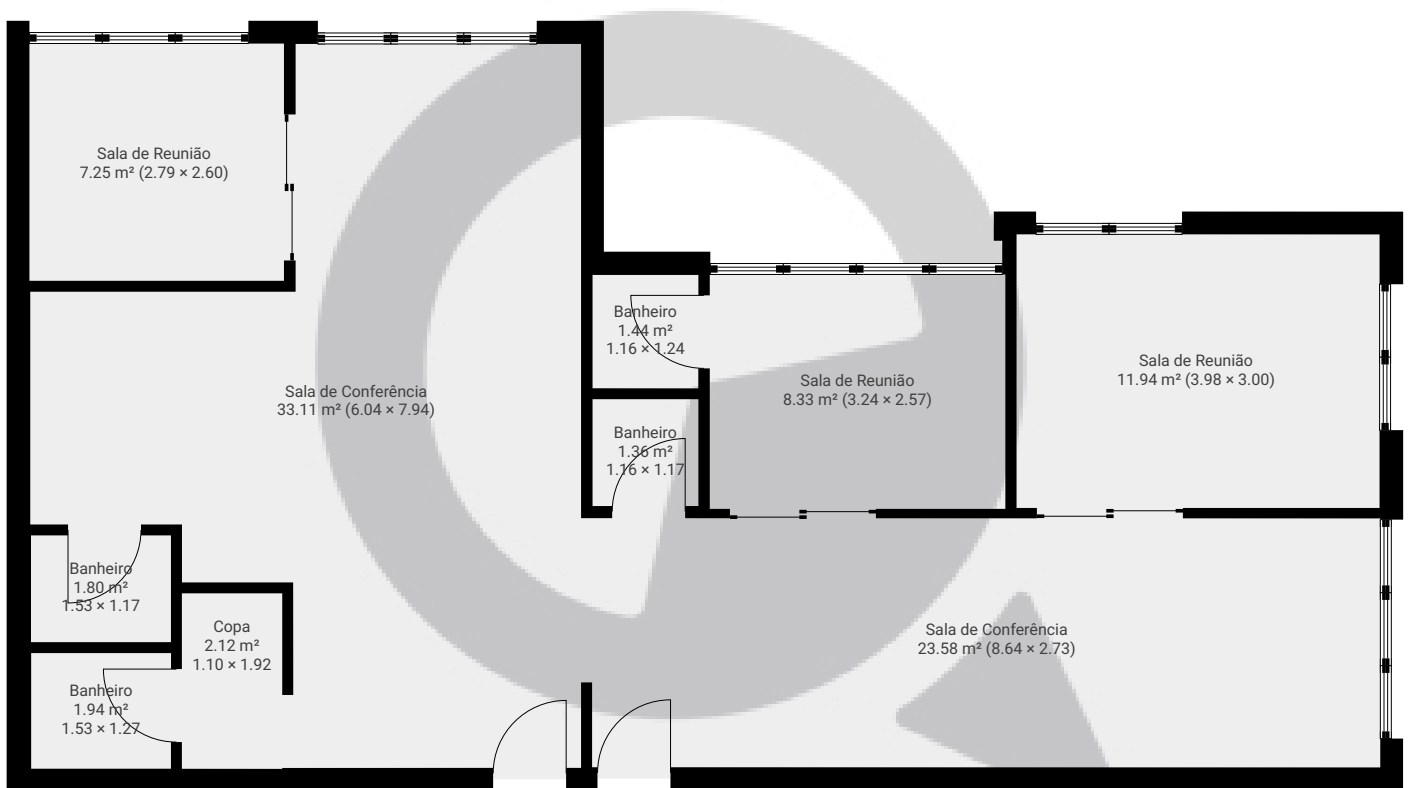 Sala de Reunião
7.25 m² (2.79 × 2.60)
Banheiro
1.44 m²
1.16 × 1.24
Sala de Reunião
11.94 m² (3.98 × 3.00)
Sala de Reunião
8.33 m² (3.24 × 2.57)
Sala de Conferência
33.11 m² (6.04 × 7.94)
Banheiro
1.36 m²
1.16 × 1.17
Banheiro
1.80 m²
1.53 × 1.17
Copa
2.12 m²
1.10 × 1.92
Sala de Conferência
23.58 m² (8.64 × 2.73)
Banheiro
1.94 m²
1.53 × 1.27